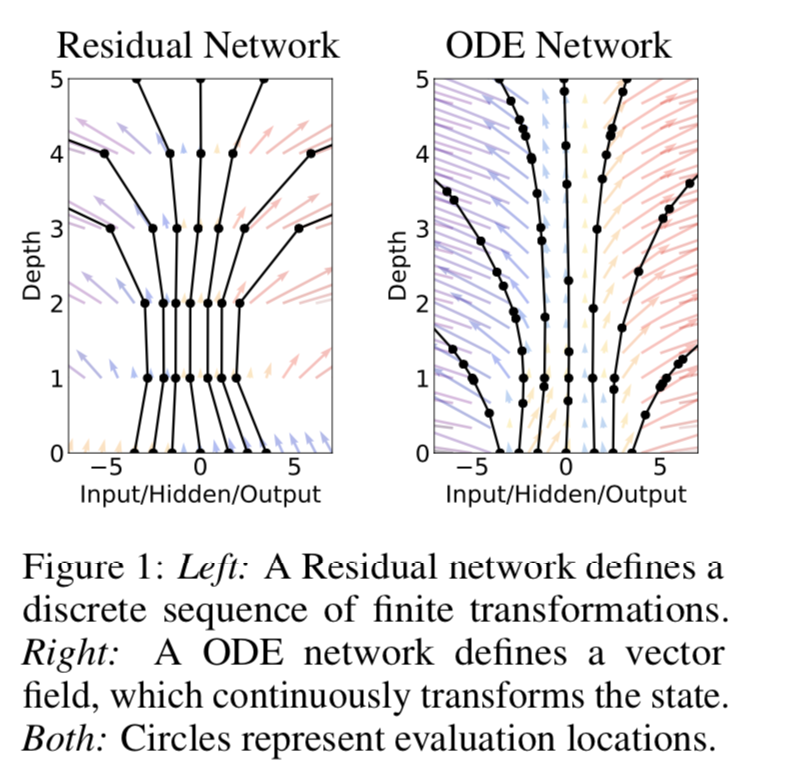 Residual Network
ODE Network
5
4
3
2
1
0
Depth
−5
0
5
Input/Hidden/Output
5
4
3
2
1
0
Depth
−5
0
5
Input/Hidden/Output
Figure 1: Left: A Residual network defines a
discrete sequence of finite transformations.
Right: A ODE network defines a vector
field, which continuously transforms the state.
Both: Circles represent evaluation locations.